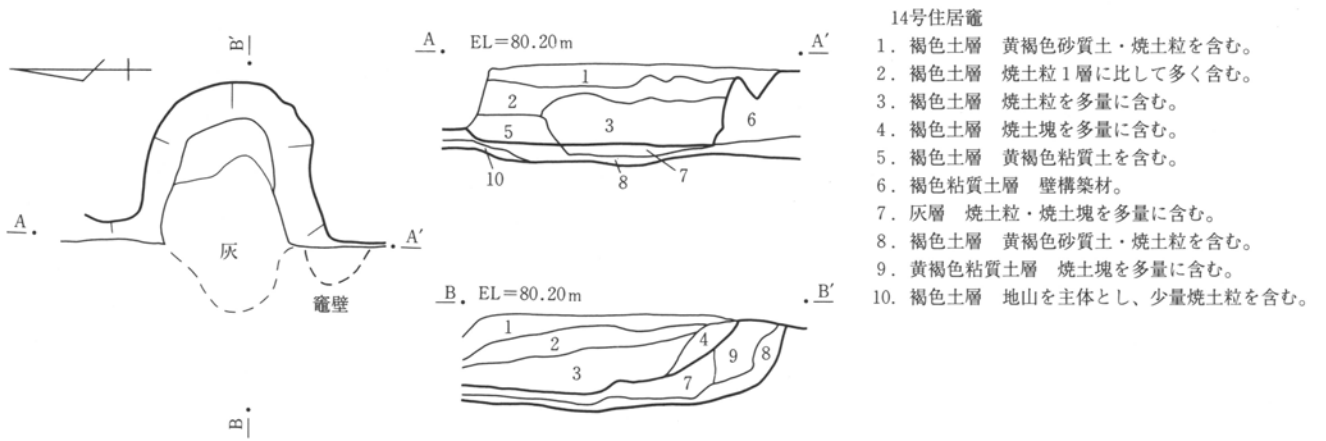 B′
A
A′
灰
竈壁
B
A
EL=80.20m
A′
1
2
3
5
6
7
8
10
B
EL=80.20m
B′
1
2
3
4
7
9
8
14号住居竈
1．褐色土層　黄褐色砂質土・焼土粒を含む。
2．褐色土層　焼土粒1層に比して多く含む。
3．褐色土層　焼土粒を多量に含む。
4．褐色土層　焼土塊を多量に含む。
5．褐色土層　黄褐色粘質土を含む。
6．褐色粘質土層　壁構築材。
7．灰層　焼土粒・焼土塊を多量に含む。
8．褐色土層　黄褐色砂質土・焼土粒を含む。
9．黄褐色粘質土層　焼土塊を多量に含む。
10．褐色土層　地山を主体とし、少量焼土粒を含む。